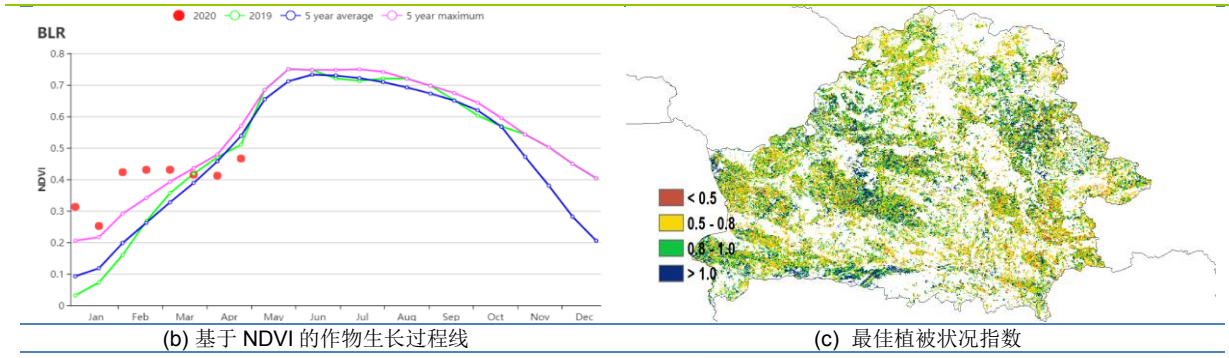 2020 2019 5 year average 5 year maximum
BLR
0.8
0.7
0.6
0.5
0.4
0.3
0.2
0.1
0
NDVI
Jan Feb Mar Apr May Jun Jul Aug Sep Oct Nov Dec
< 0.5
0.5 - 0.8
0.8 - 1.0
> 1.0
(b) 基于 NDVI 的作物生长过程线
(c) 最佳植被状况指数